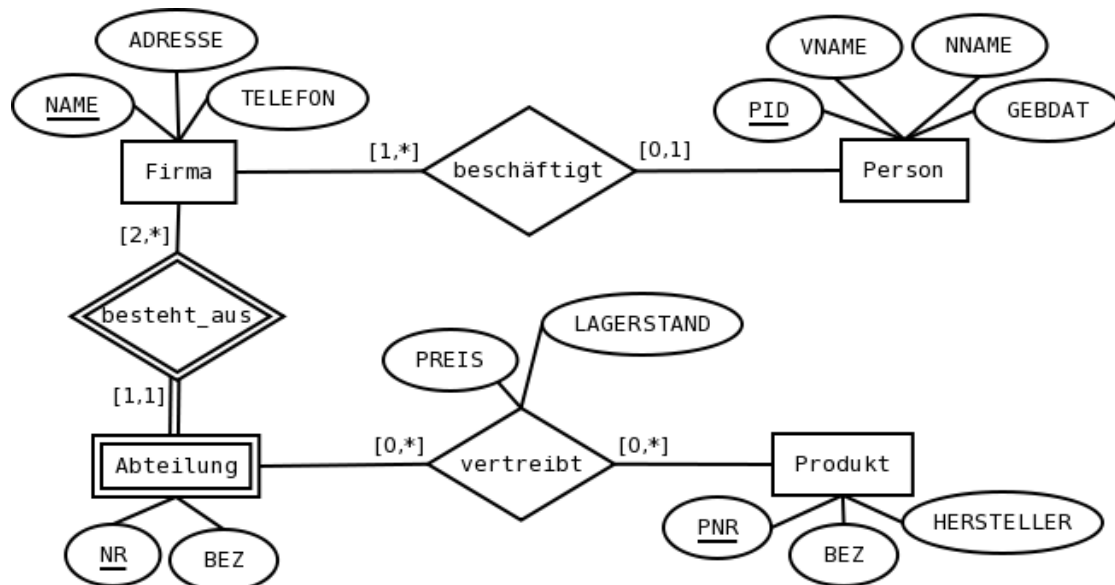 ADRESSE
VNAME
NNAME
NAME
TELEFON
PID
GEBDAT
[1,*]
[0,1]
Firma
beschäftigt
Person
[2,*]
besteht_aus
LAGERSTAND
PREIS
[1,1]
[0,*]
[0,*]
Abteilung
vertreibt
Produkt
PNR
HERSTELLER
NR
BEZ
BEZ